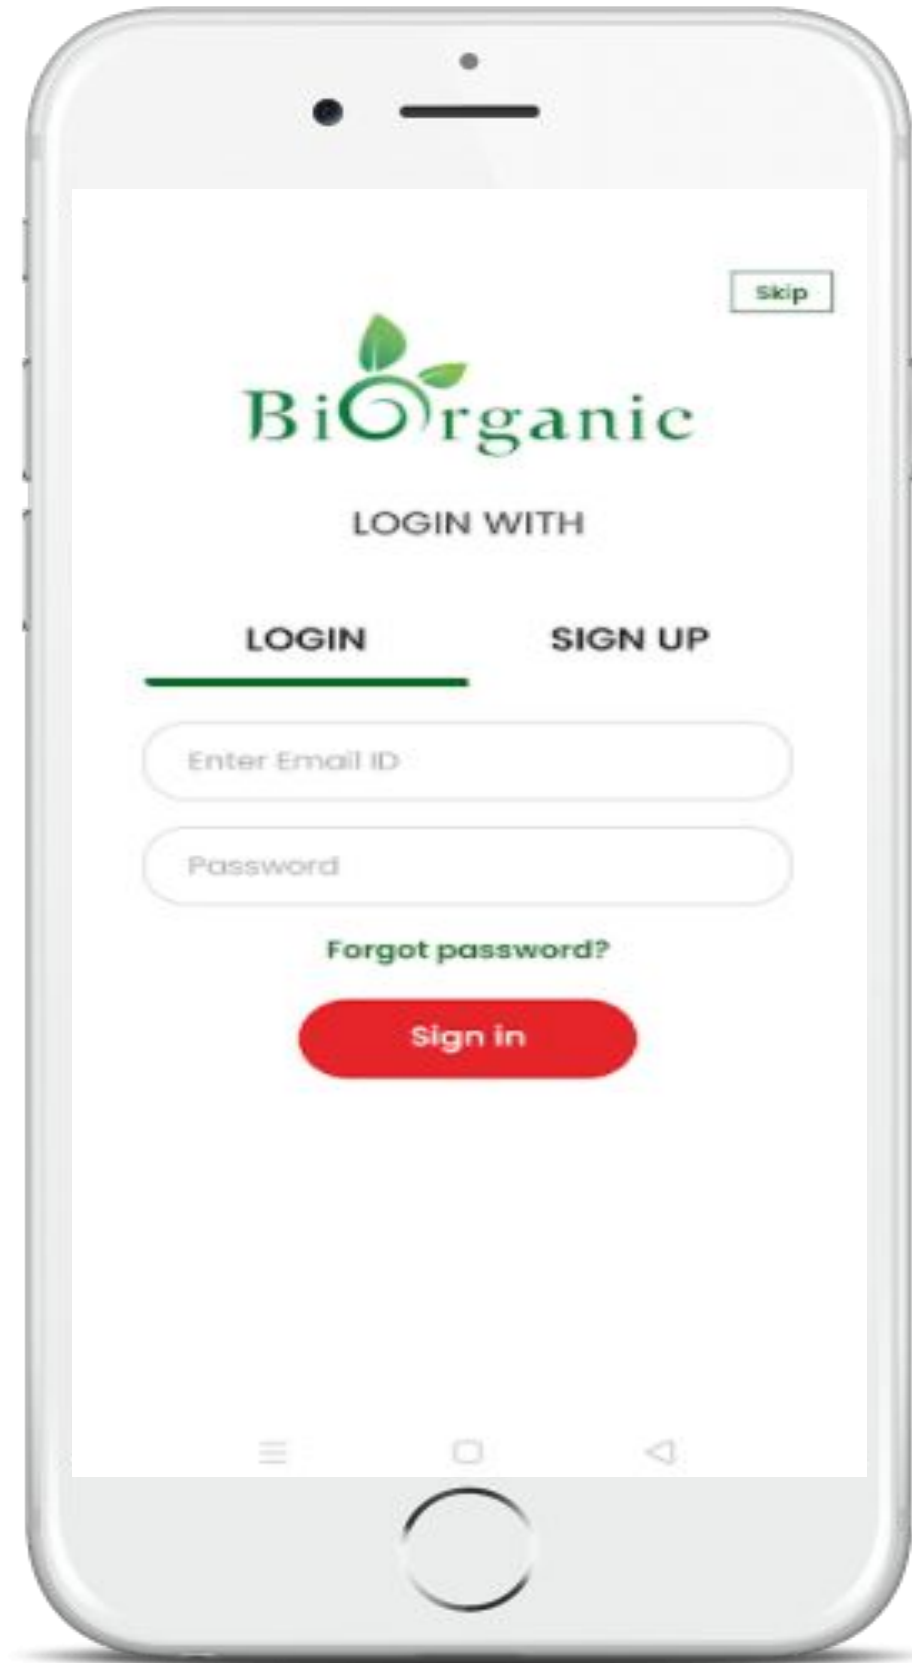 Skip
BiOrganic
LOGIN WITH
LOGIN SIGN UP
Enter Email ID
Password
Forgot password?
Sign in